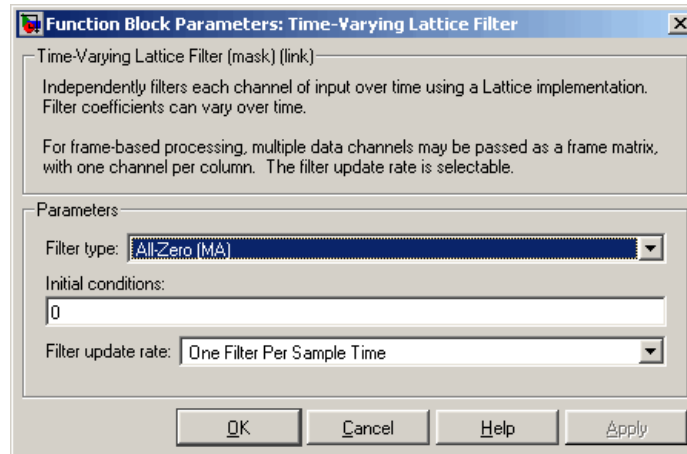 Function Block Parameters: Time-Varying Lattice Filter
Time-Varying Lattice Filter (mask) (link)
Independently filters each channel of input over time using a Lattice implementation.
Filter coefficients can vary over time.
For frame-based processing, multiple data channels may be passed as a frame matrix,
with one channel per column.  The filter update rate is selectable.
Parameters
Filter type: All-Zero (MA)
Initial conditions:
0
Filter update rate: One Filter Per Sample Time
OK Cancel Help Apply